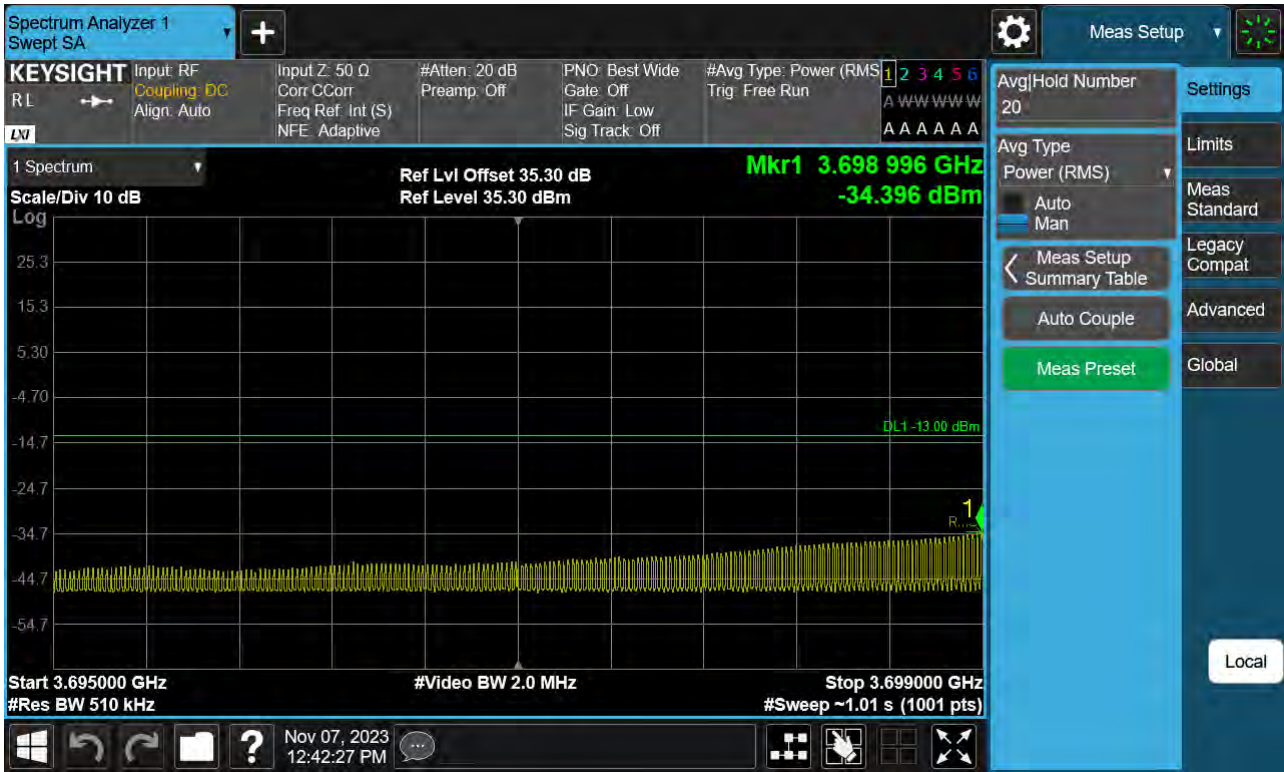 Spectrum Analyzer 1
Swept SA
+
Meas Setup
KEYSIGHT
RL
LXI
Input: RF
Coupling: DC
Align: Auto
Input Z: 50 Ω
Corr CCorr
Freq Ref: Int (S)
NFE: Adaptive
#Atten: 20 dB
Preamp: Off
PNO: Best Wide
Gate: Off
IF Gain: Low
Sig Track: Off
#Avg Type: Power (RMS
Trig: Free Run
1 2 3 4 5 6
A W W W W W
A A A A A A
1 Spectrum
Scale/Div 10 dB
Log
Ref Lvl Offset 35.30 dB
Ref Level 35.30 dBm
Mkr1 3.698 996 GHz
-34.396 dBm
25.3
15.3
5.30
-4.70
-14.7
-24.7
-34.7
-44.7
-54.7
DL1 -13.00 dBm
1
Start 3.695000 GHz
#Res BW 510 kHz
#Video BW 2.0 MHz
Stop 3.699000 GHz
#Sweep ~1.01 s (1001 pts)
Avg|Hold Number
20
Avg Type
Power (RMS)
Auto
Man
Meas Setup
Summary Table
Auto Couple
Meas Preset
Settings
Limits
Meas
Standard
Legacy
Compat
Advanced
Global
Local
?
Nov 07, 2023
12:42:27 PM